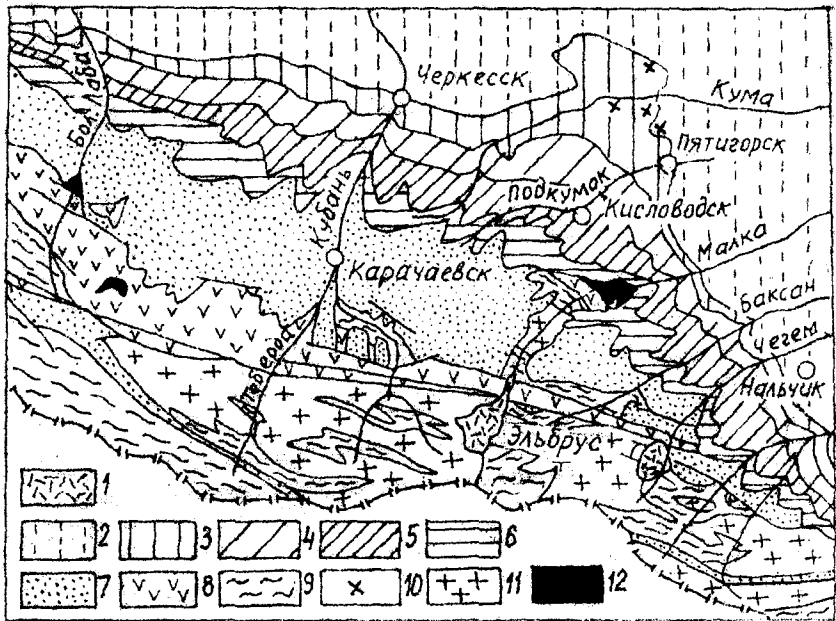 Бол. Лаба
Черкесск
Кума
Пятигорск
Подкумок
Кубань
Кисловодск
Малка
Карачаевск
Баксан
Чегем
Теберда
Нальчик
Эльбрус
1
2 3 4 5 6
7 8 9 10 11 12